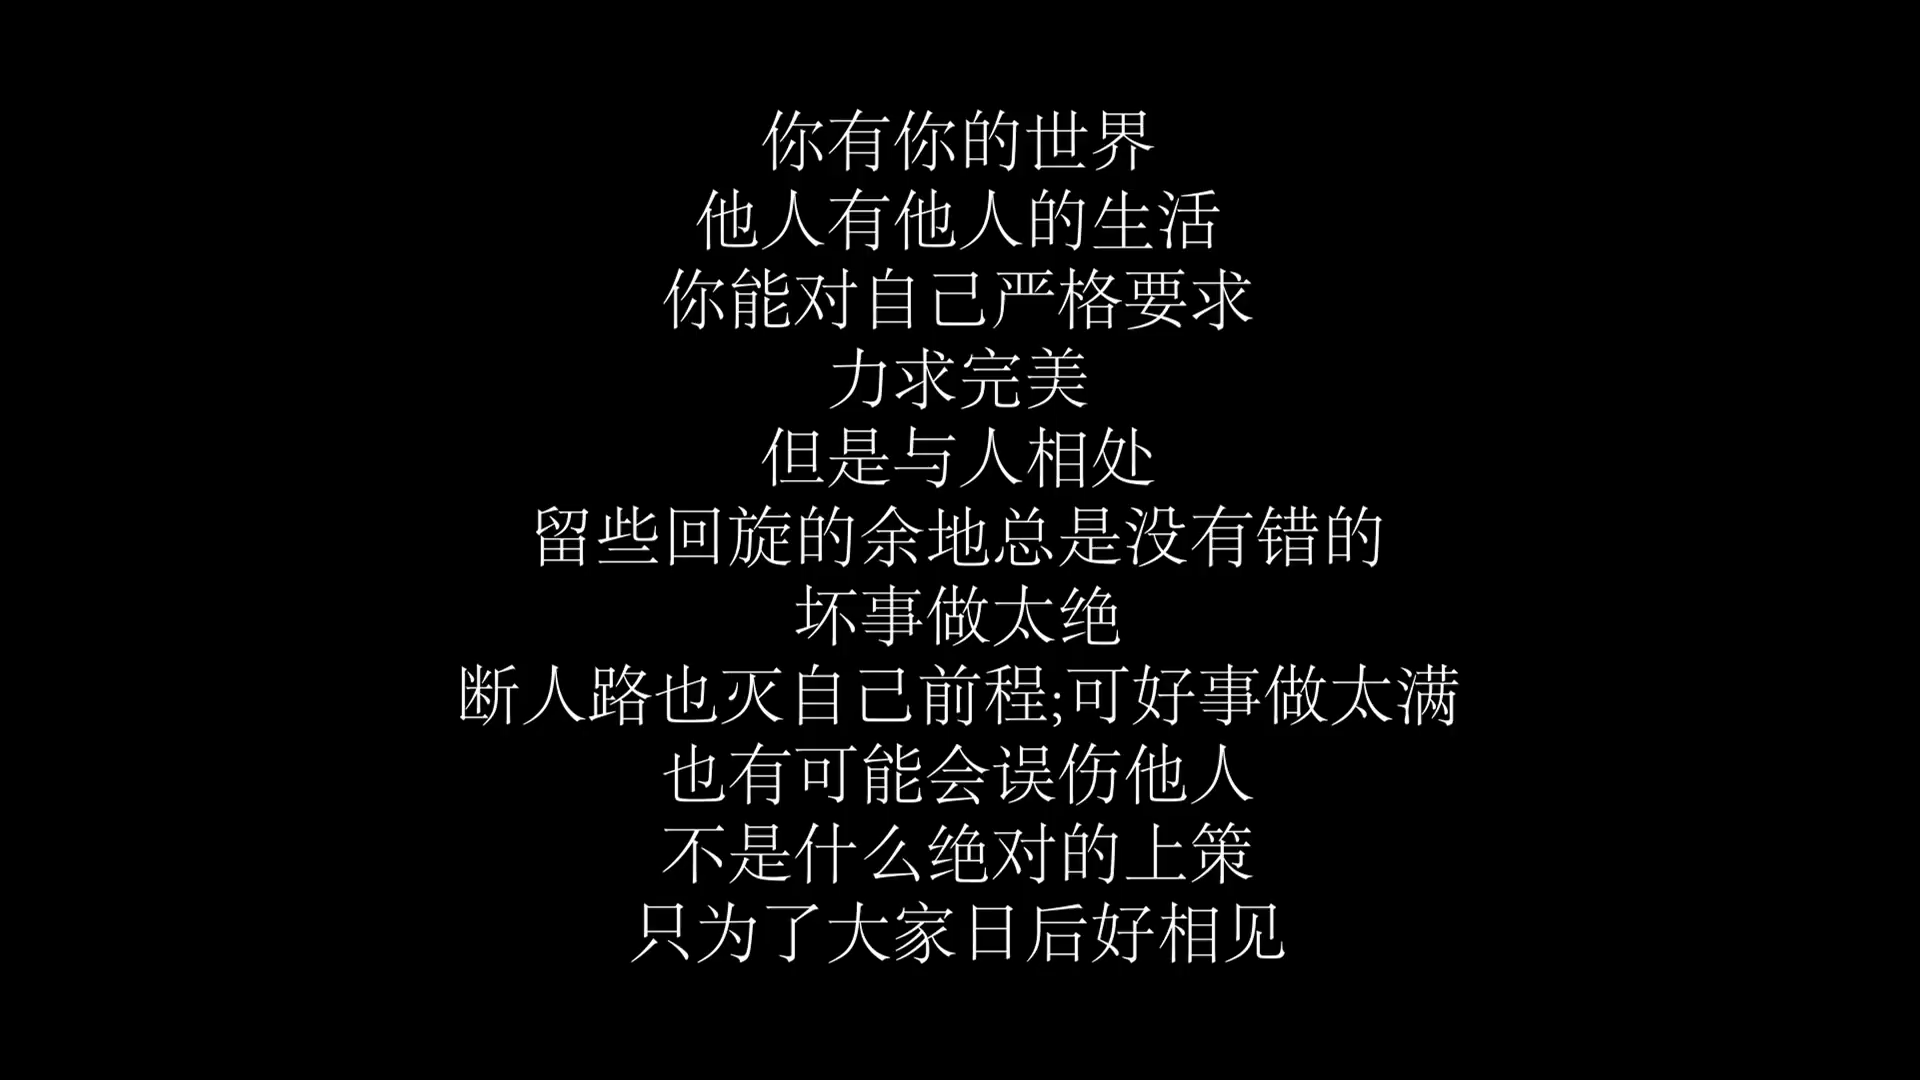 你有你的世界
他人有他人的生活
你能对自己严格要求
力求完美
但是与人相处
留些回旋的余地总是没有错的
坏事做太绝
断人路也灭自己前程;可好事做太满
也有可能会误伤他人
不是什么绝对的上策
只为了大家日后好相见